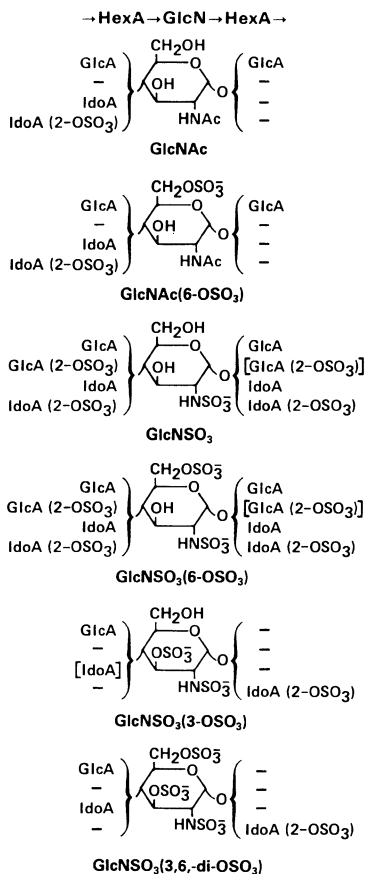 →HexA→GlcN→HexA→
CH₂OH
GlcA O GlcA
– OH O –
IdoA –
IdoA (2-OSO₃) HNAc –
GlcNAc
CH₂OSO₃⁻
GlcA O GlcA
– OH O –
IdoA –
IdoA (2-OSO₃) HNAc –
GlcNAc(6-OSO₃)
CH₂OH
GlcA O GlcA
GlcA (2-OSO₃) OH O [GlcA (2-OSO₃)]
IdoA IdoA
IdoA (2-OSO₃) HNSO₃⁻ IdoA (2-OSO₃)
GlcNSO₃
CH₂OSO₃⁻
GlcA O GlcA
GlcA (2-OSO₃) OH O [GlcA (2-OSO₃)]
IdoA IdoA
IdoA (2-OSO₃) HNSO₃⁻ IdoA (2-OSO₃)
GlcNSO₃(6-OSO₃)
CH₂OH
GlcA O –
– OSO₃⁻ O –
[IdoA] –
– HNSO₃⁻ IdoA (2-OSO₃)
GlcNSO₃(3-OSO₃)
CH₂OSO₃⁻
GlcA O –
– OSO₃⁻ O –
IdoA –
– HNSO₃⁻ IdoA (2-OSO₃)
GlcNSO₃(3,6,-di-OSO₃)